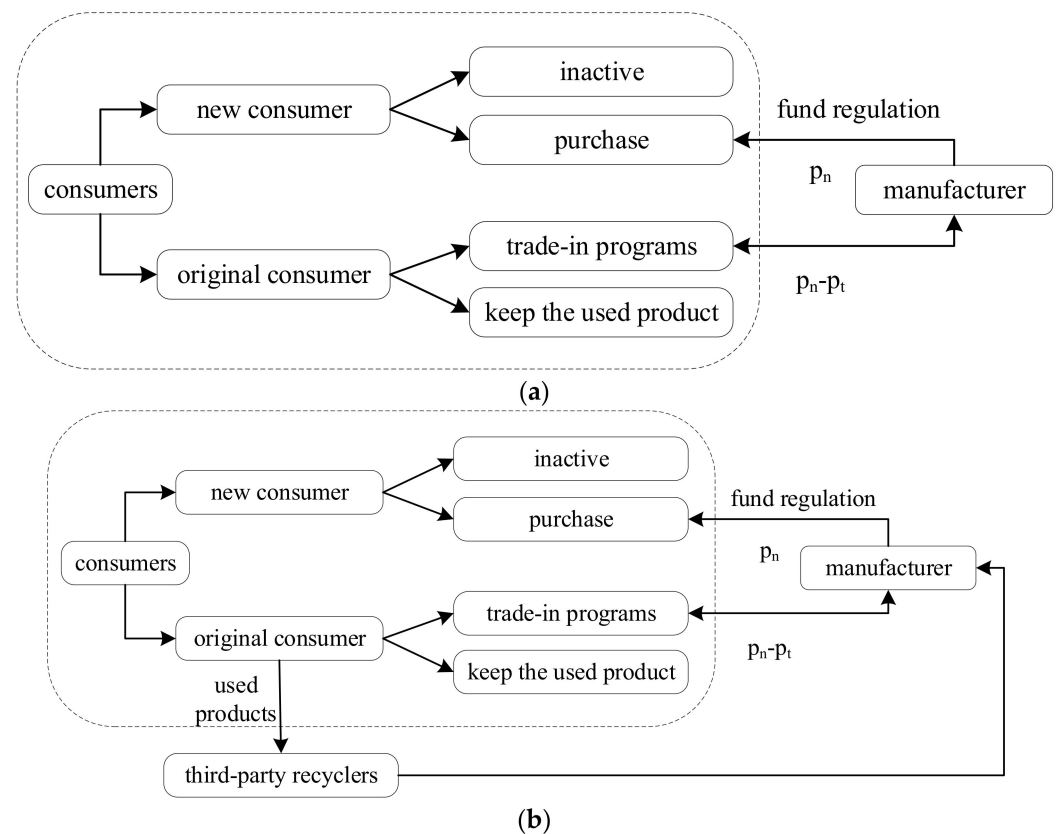 inactive
new consumer
fund regulation
purchase
pₙ
consumers
manufacturer
original consumer
trade-in programs
pₙ-pₜ
keep the used product
(a)
inactive
new consumer
fund regulation
purchase
pₙ
consumers
manufacturer
trade-in programs
original consumer
pₙ-pₜ
keep the used product
used
products
third-party recyclers
(b)